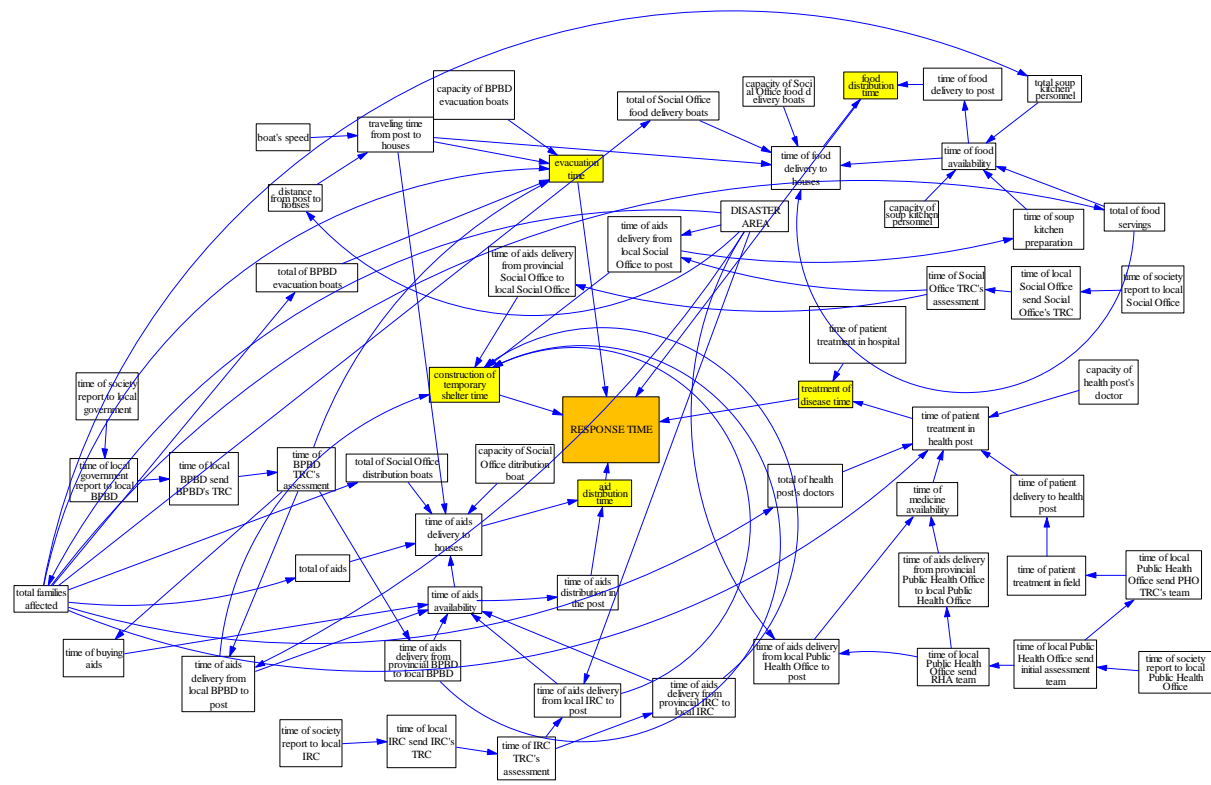 capacity of BPBD
evacuation boats
capacity of Soci
al Office food d
elivery boats
food
distribution
time
time of food
delivery to post
total soup
kitchen
personnel
total of Social Office
food delivery boats
boat's speed
traveling time
from post to
houses
time of food
delivery to
houses
time of food
availability
evacuation
time
distance
from post to
houses
capacity of
soup kitchen
personnel
time of soup
kitchen
preparation
total of food
servings
DISASTER
AREA
time of aids
delivery from
local Social
Office to post
time of aids delivery
from provincial
Social Office to
local Social Office
total of BPBD
evacuation boats
time of Social
Office TRC's
assessment
time of local
Social Office
send Social
Office's TRC
time of society
report to local
Social Office
time of patient
treatment in hospital
time of society
report to local
government
construction of
temporary
shelter time
treatment of
disease time
capacity of
health post's
doctor
RESPONSE TIME
time of patient
treatment in
health post
time of local
government
report to local
BPBD
time of local
BPBD send
BPBD's TRC
time of
BPBD
TRC's
assessment
total of Social Office
distribution boats
capacity of Social
Office ditribution
boat
aid
distribution
time
total of health
post's doctors
time of
medicine
availability
time of patient
delivery to health
post
time of aids
delivery to
houses
total of aids
time of aids
availability
time of aids
distribution in
the post
time of aids delivery
from provincial
Public Health Office
to local Public
Health Office
time of patient
treatment in field
time of local
Public Health
Office send PHO
TRC's team
total families
affected
time of buying
aids
time of aids
delivery from
local BPBD to
post
time of aids
delivery from
provincial BPBD
to local BPBD
time of aids delivery
from local IRC to
post
time of aids
delivery from
provincial IRC to
local IRC
time of aids delivery
from local Public
Health Office to
post
time of local
Public Health
Office send
RHA team
time of local Public
Health Office send
initial assessment
team
time of society
report to local
Public Health
Office
time of society
report to local
IRC
time of local
IRC send IRC's
TRC
time of IRC
TRC's
assessment